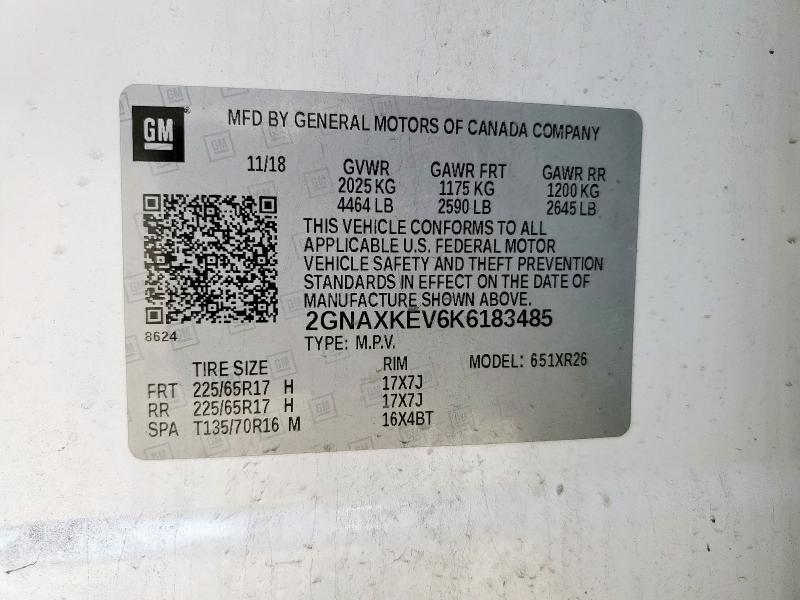 GM
MFD BY GENERAL MOTORS OF CANADA COMPANY
11/18 GVWR GAWR FRT GAWR RR
2025 KG 1175 KG 1200 KG
4464 LB 2590 LB 2645 LB
THIS VEHICLE CONFORMS TO ALL
APPLICABLE U.S. FEDERAL MOTOR
VEHICLE SAFETY AND THEFT PREVENTION
STANDARDS IN EFFECT ON THE DATE OF
MANUFACTURE SHOWN ABOVE.
2GNAXKEV6K6183485
8624
TYPE: M.P.V. MODEL: 651XR26
TIRE SIZE RIM
FRT 225/65R17 H 17X7J
RR 225/65R17 H 17X7J
SPA T135/70R16 M 16X4BT